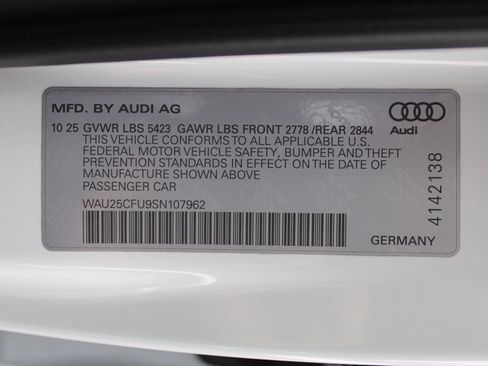 MFD. BY AUDI AG
10 25 GVWR LBS 5423 GAWR LBS FRONT 2778 /REAR 2844
THIS VEHICLE CONFORMS TO ALL APPLICABLE U.S.
FEDERAL MOTOR VEHICLE SAFETY, BUMPER AND THEFT
PREVENTION STANDARDS IN EFFECT ON THE DATE OF
MANUFACTURE SHOWN ABOVE
PASSENGER CAR
WAU25CFU9SN107962
Audi
4142138
GERMANY